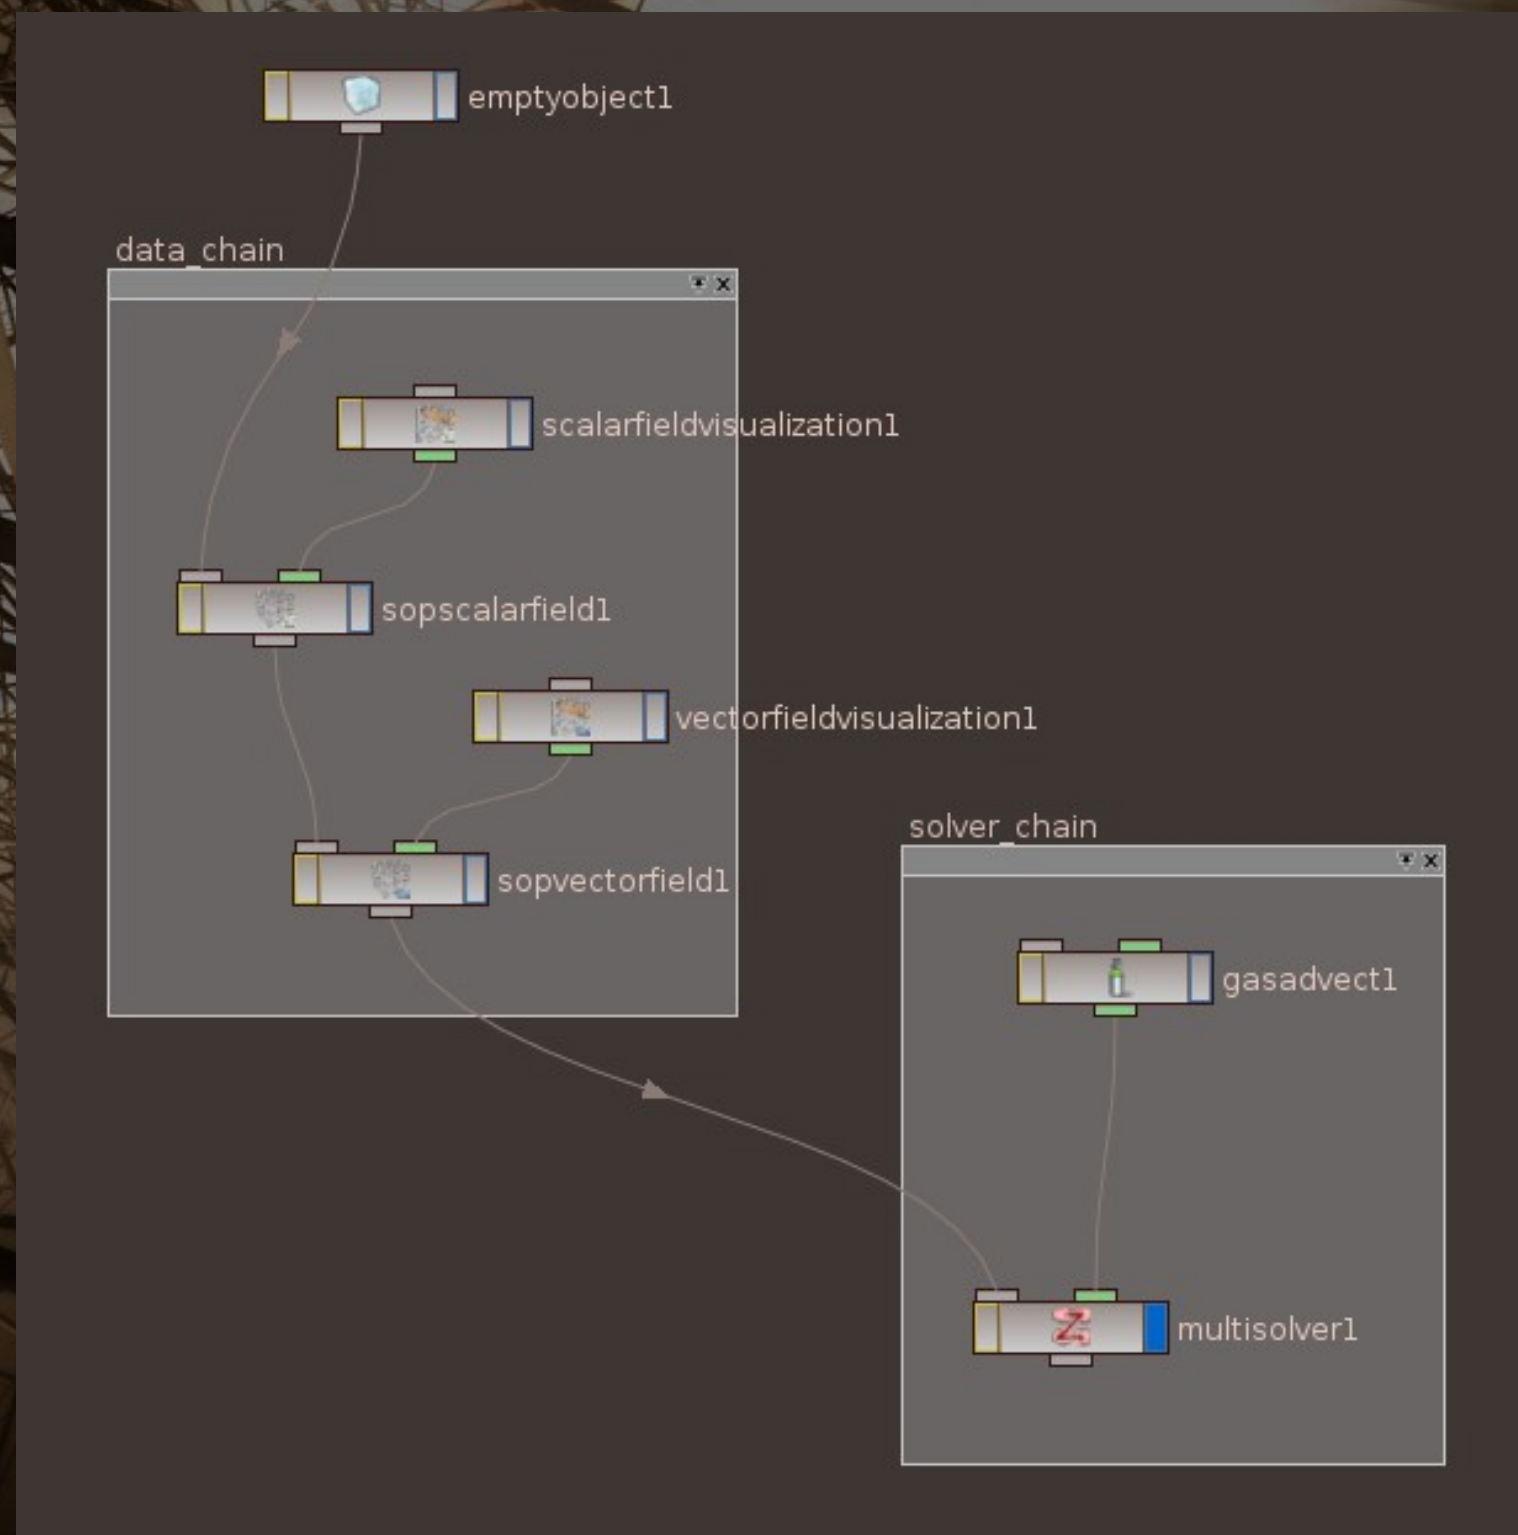 emptyobject1
data_chain
scalarfieldvisualization1
sopscalarfield1
vectorfieldvisualization1
sopvectorfield1
solver_chain
gasadvect1
multisolver1